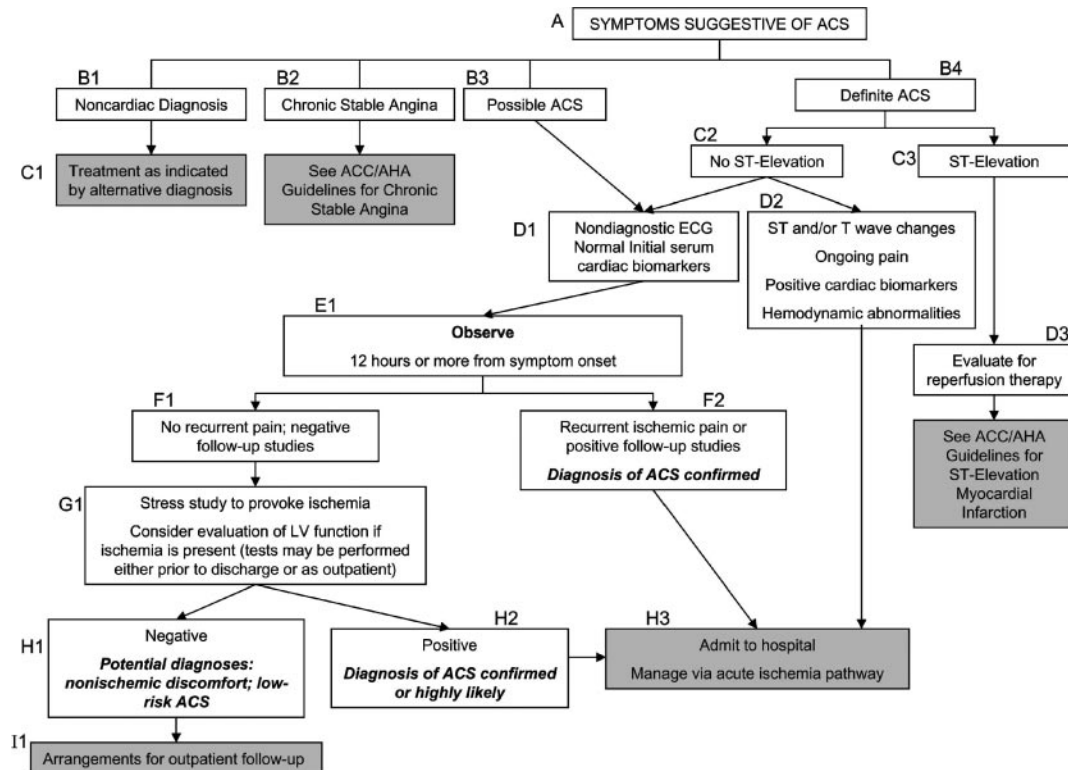 A
SYMPTOMS SUGGESTIVE OF ACS
B1
Noncardiac Diagnosis
B2
Chronic Stable Angina
B3
Possible ACS
B4
Definite ACS
C1
Treatment as indicated
by alternative diagnosis
See ACC/AHA
Guidelines for Chronic
Stable Angina
C2
No ST-Elevation
C3
ST-Elevation
D1
Nondiagnostic ECG
Normal Initial serum
cardiac biomarkers
D2
ST and/or T wave changes
Ongoing pain
Positive cardiac biomarkers
Hemodynamic abnormalities
D3
Evaluate for
reperfusion therapy
See ACC/AHA
Guidelines for
ST-Elevation
Myocardial
Infarction
E1
Observe
12 hours or more from symptom onset
F1
No recurrent pain; negative
follow-up studies
F2
Recurrent ischemic pain or
positive follow-up studies
Diagnosis of ACS confirmed
G1
Stress study to provoke ischemia
Consider evaluation of LV function if
ischemia is present (tests may be performed
either prior to discharge or as outpatient)
H1
Negative
Potential diagnoses:
nonischemic discomfort; low-
risk ACS
H2
Positive
Diagnosis of ACS confirmed
or highly likely
H3
Admit to hospital
Manage via acute ischemia pathway
I1
Arrangements for outpatient follow-up